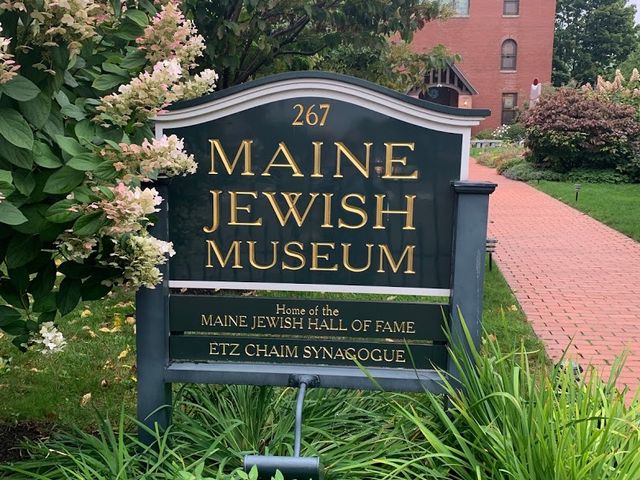 267
MAINE
JEWISH
MUSEUM
Home of the
MAINE JEWISH HALL OF FAME
ETZ CHAIM SYNAGOGUE